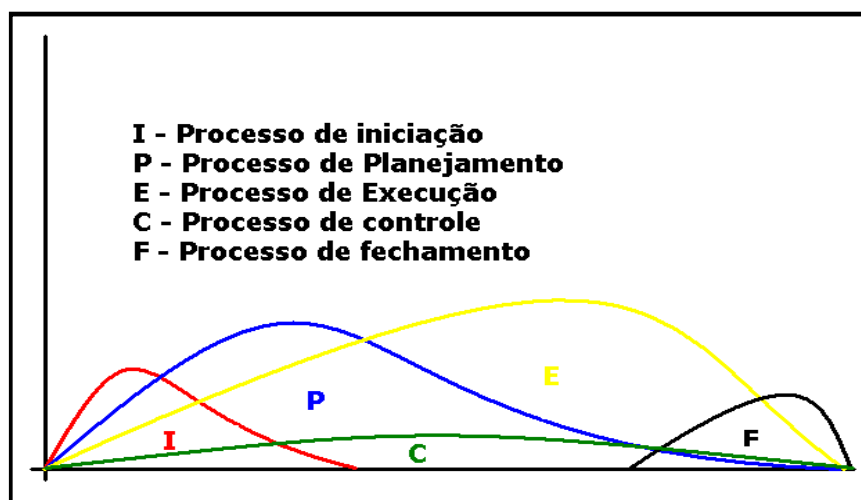 I - Processo de iniciação
P - Processo de Planejamento
E - Processo de Execução
C - Processo de controle
F - Processo de fechamento
E
P
I
C
F